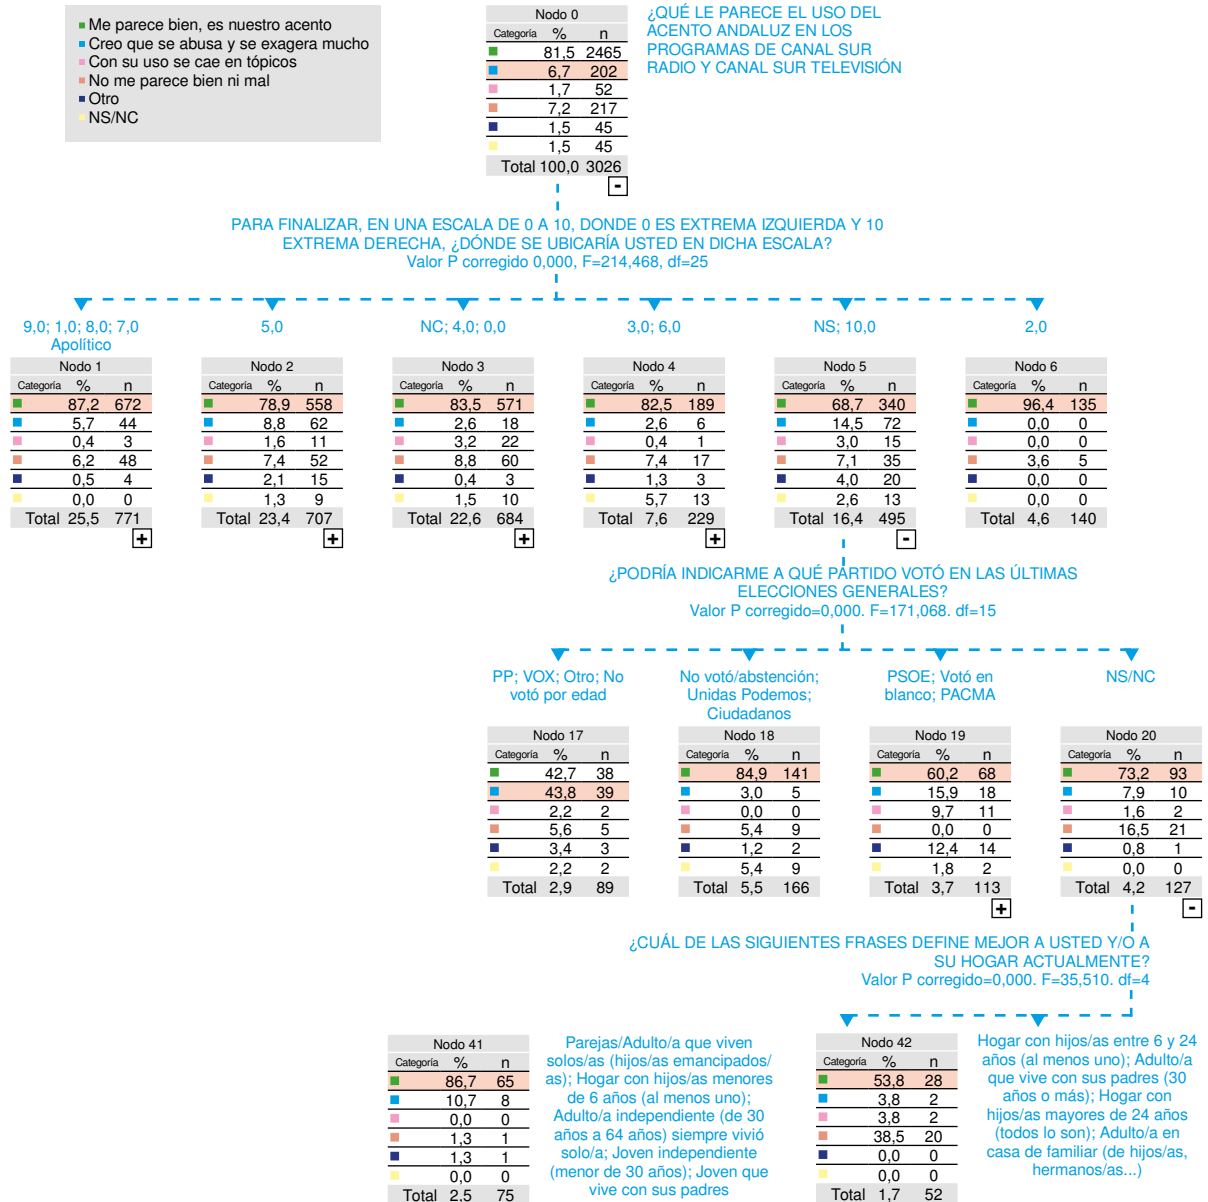 Me parece bien, es nuestro acento
Creo que se abusa y se exagera mucho
Con su uso se cae en tópicos
No me parece bien ni mal
Otro
NS/NC
Nodo 0
Categoría % n
81,5 2465
6,7 202
1,7 52
7,2 217
1,5 45
1,5 45
Total 100,0 3026
-
¿QUÉ LE PARECE EL USO DEL
ACENTO ANDALUZ EN LOS
PROGRAMAS DE CANAL SUR
RADIO Y CANAL SUR TELEVISIÓN
PARA FINALIZAR, EN UNA ESCALA DE 0 A 10, DONDE 0 ES EXTREMA IZQUIERDA Y 10
EXTREMA DERECHA, ¿DÓNDE SE UBICARÍA USTED EN DICHA ESCALA?
Valor P corregido 0,000, F=214,468, df=25
9,0; 1,0; 8,0; 7,0
Apolítico
Nodo 1
Categoría % n
87,2 672
5,7 44
0,4 3
6,2 48
0,5 4
0,0 0
Total 25,5 771
+
5,0
Nodo 2
Categoría % n
78,9 558
8,8 62
1,6 11
7,4 52
2,1 15
1,3 9
Total 23,4 707
+
NC; 4,0; 0,0
Nodo 3
Categoría % n
83,5 571
2,6 18
3,2 22
8,8 60
0,4 3
1,5 10
Total 22,6 684
+
3,0; 6,0
Nodo 4
Categoría % n
82,5 189
2,6 6
0,4 1
7,4 17
1,3 3
5,7 13
Total 7,6 229
+
NS; 10,0
Nodo 5
Categoría % n
68,7 340
14,5 72
3,0 15
7,1 35
4,0 20
2,6 13
Total 16,4 495
-
2,0
Nodo 6
Categoría % n
96,4 135
0,0 0
0,0 0
3,6 5
0,0 0
0,0 0
Total 4,6 140
¿PODRÍA INDICARME A QUÉ PARTIDO VOTÓ EN LAS ÚLTIMAS
ELECCIONES GENERALES?
Valor P corregido=0,000. F=171,068. df=15
PP; VOX; Otro; No
votó por edad
Nodo 17
Categoría % n
42,7 38
43,8 39
2,2 2
5,6 5
3,4 3
2,2 2
Total 2,9 89
No votó/abstención;
Unidas Podemos;
Ciudadanos
Nodo 18
Categoría % n
84,9 141
3,0 5
0,0 0
5,4 9
1,2 2
5,4 9
Total 5,5 166
PSOE; Votó en
blanco; PACMA
Nodo 19
Categoría % n
60,2 68
15,9 18
9,7 11
0,0 0
12,4 14
1,8 2
Total 3,7 113
+
NS/NC
Nodo 20
Categoría % n
73,2 93
7,9 10
1,6 2
16,5 21
0,8 1
0,0 0
Total 4,2 127
-
¿CUÁL DE LAS SIGUIENTES FRASES DEFINE MEJOR A USTED Y/O A
SU HOGAR ACTUALMENTE?
Valor P corregido=0,000. F=35,510. df=4
Nodo 41
Categoría % n
86,7 65
10,7 8
0,0 0
1,3 1
1,3 1
0,0 0
Total 2,5 75
Parejas/Adulto/a que viven
solos/as (hijos/as emancipados/
as); Hogar con hijos/as menores
de 6 años (al menos uno);
Adulto/a independiente (de 30
años a 64 años) siempre vivió
solo/a; Joven independiente
(menor de 30 años); Joven que
vive con sus padres
Nodo 42
Categoría % n
53,8 28
3,8 2
3,8 2
38,5 20
0,0 0
0,0 0
Total 1,7 52
Hogar con hijos/as entre 6 y 24
años (al menos uno); Adulto/a
que vive con sus padres (30
años o más); Hogar con
hijos/as mayores de 24 años
(todos lo son); Adulto/a en
casa de familiar (de hijos/as,
hermanos/as...)